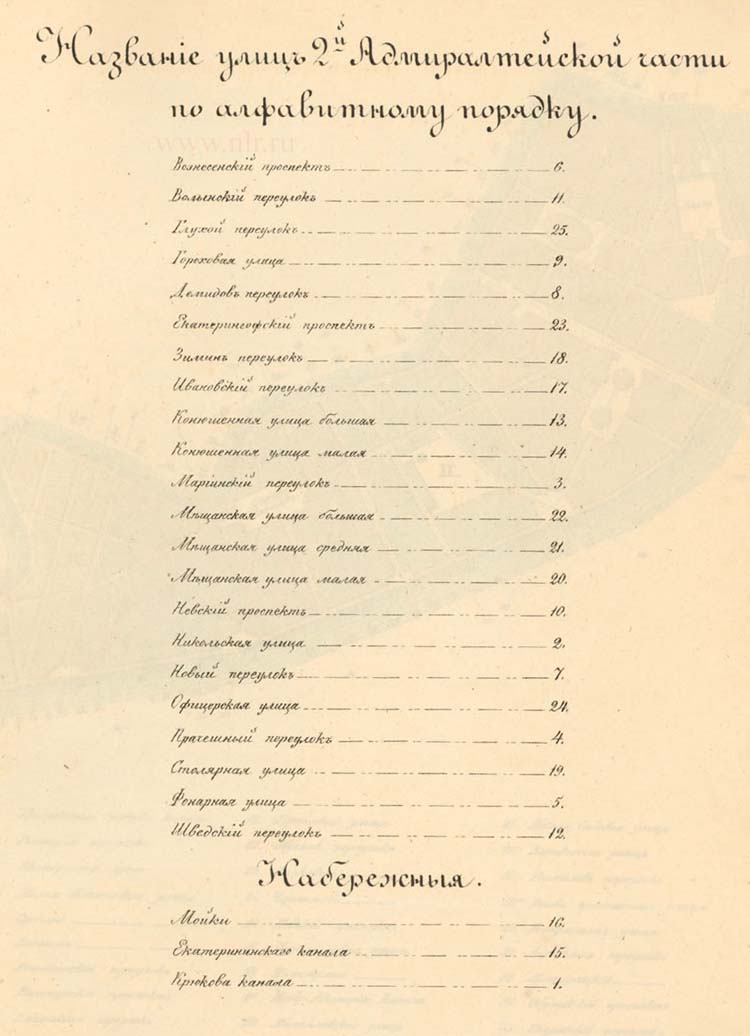 Названіе улицъ 2й Адмиралтейской части
по алфавитному порядку.
www.nlr.ru
Вознесенскій проспектъ 6.
Волынскій переулокъ 11.
Глухой переулокъ 25.
Гороховая улица 9.
Демидовъ переулокъ 8.
Екатерингофскій проспектъ 23.
Зиминъ переулокъ 18.
Ивановскій переулокъ 17.
Конюшенная улица большая 13.
Конюшенная улица малая 14.
Маріинскій переулокъ 3.
Мѣщанская улица большая 22.
Мѣщанская улица средняя 21.
Мѣщанская улица малая 20.
Невскій проспектъ 10.
Никольская улица 2.
Новый переулокъ 7.
Офицерская улица 24.
Прачешный переулокъ 4.
Столярная улица 19.
Фонарная улица 5.
Шведскій переулокъ 12.
Набережныя.
Мойки 16.
Екатерининскаго канала 15.
Крюкова канала 1.